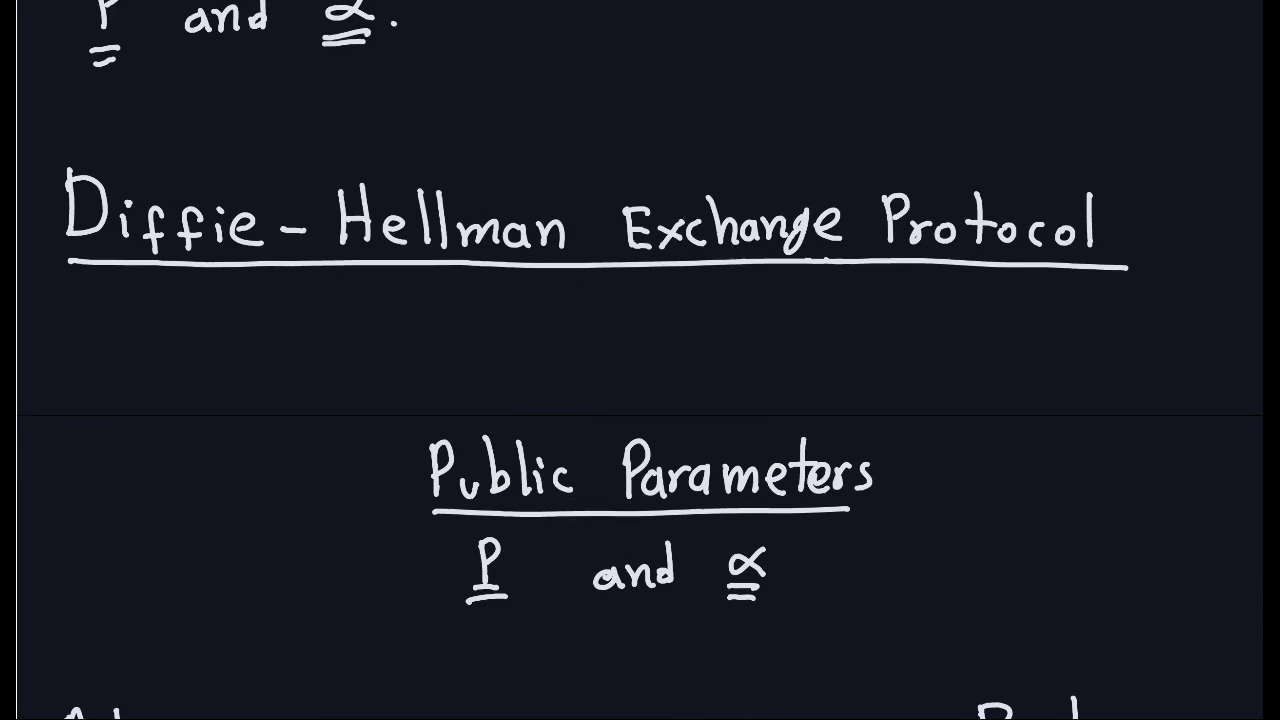 P and α.
Diffie - Hellman Exchange Protocol
Public Parameters
P and α